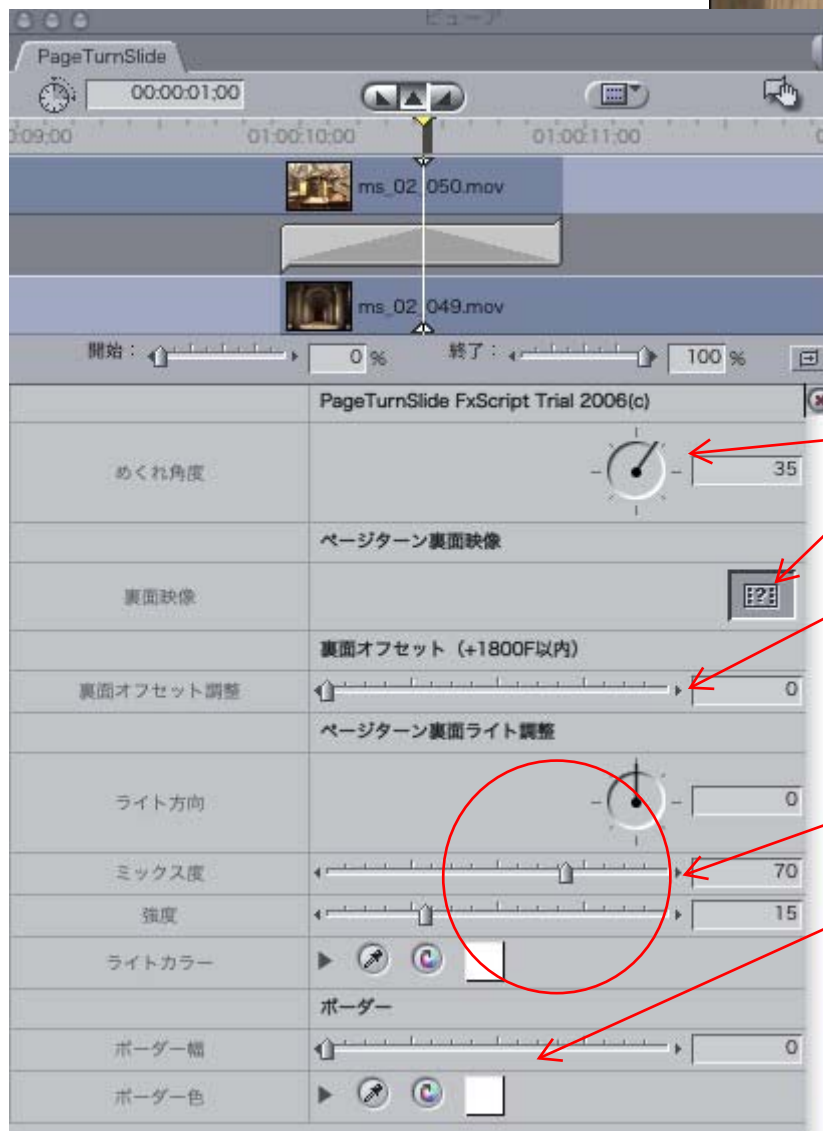 ビューア
PageTurnSlide
00:00:01;00
01:00:10;00 01:00:11;00
ms_02_050.mov
ms_02_049.mov
開始： 0 % 終了： 100 %
PageTurnSlide FxScript Trial 2006(c)
めくれ角度 35
ページターン裏面映像
裏面映像
裏面オフセット（+1800F以内）
裏面オフセット調整 0
ページターン裏面ライト調整
ライト方向 0
ミックス度 70
強度 15
ライトカラー
ボーダー
ボーダー幅 0
ボーダー色